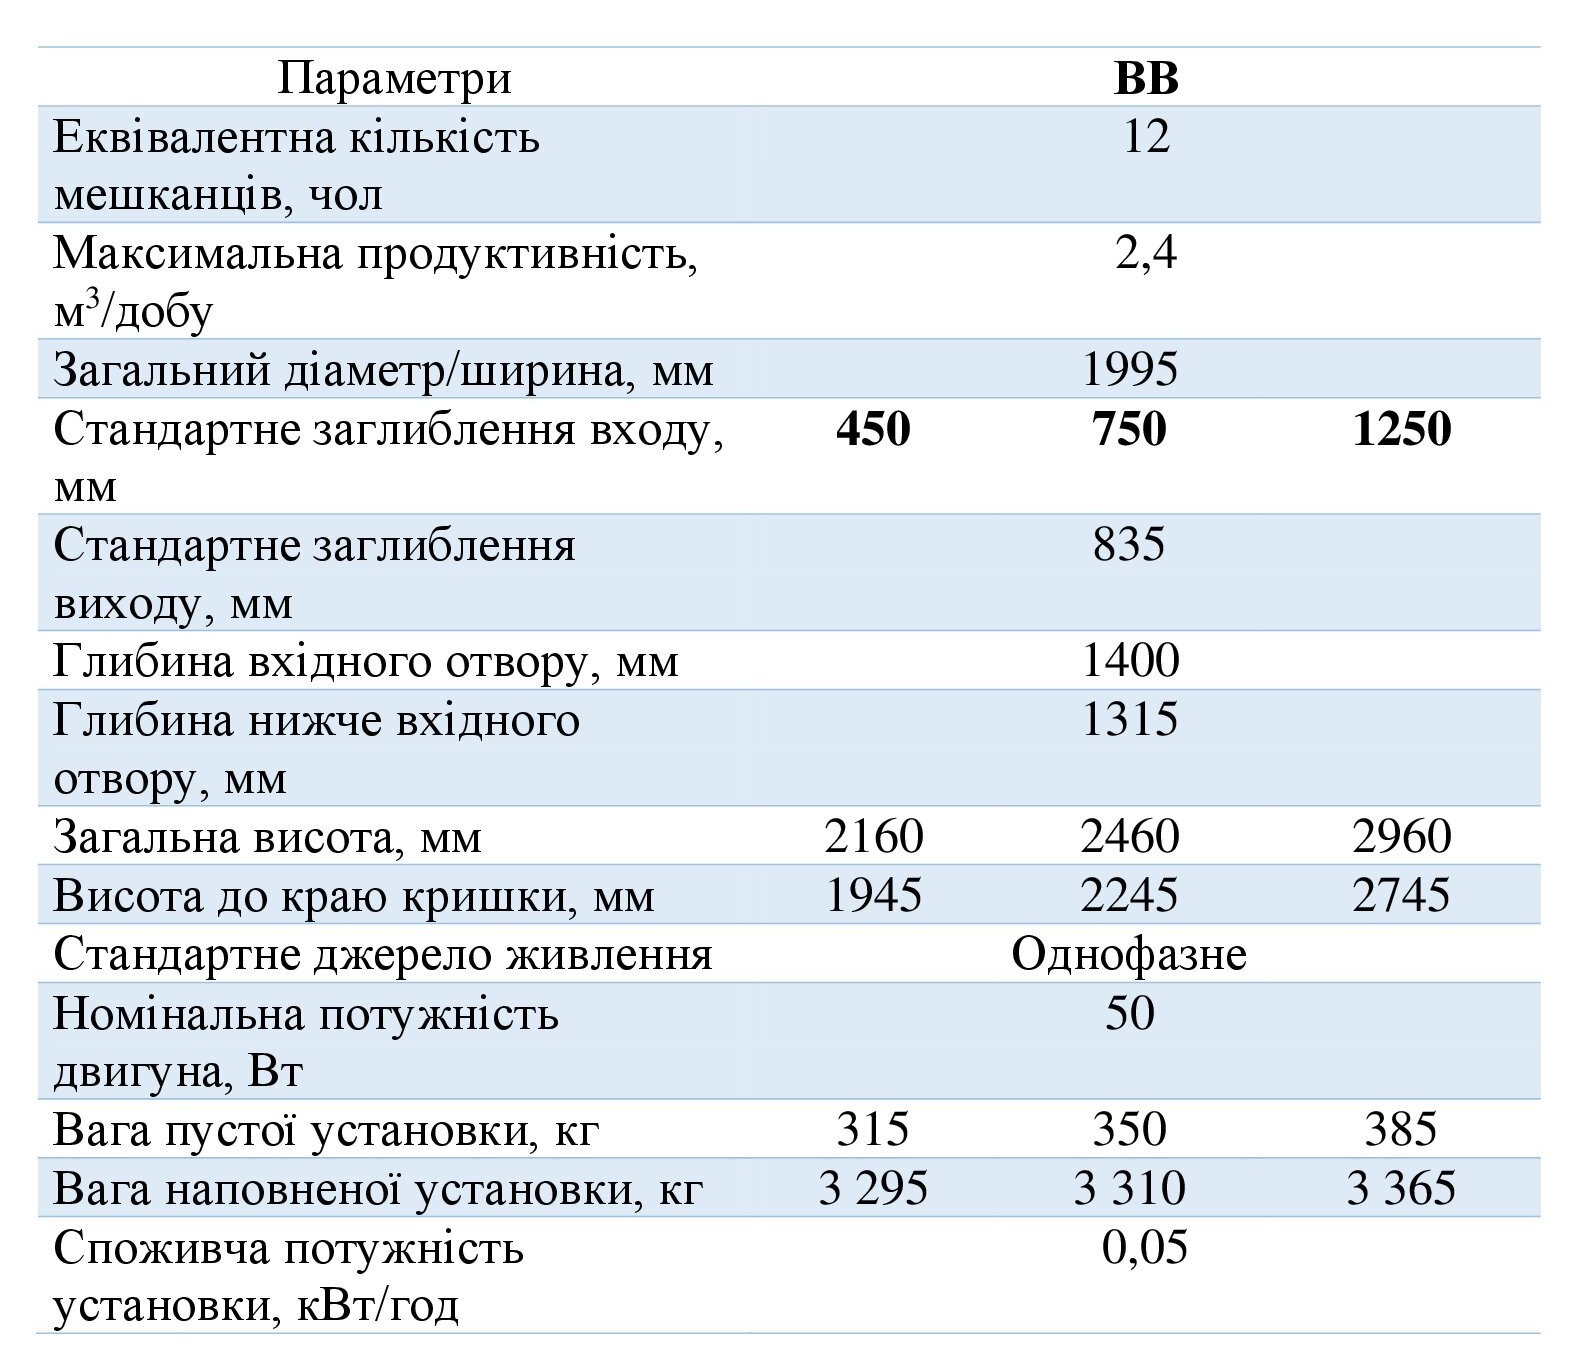 Параметри ВВ
Еквівалентна кількість 12
мешканців, чол
Максимальна продуктивність, 2,4
м³/добу
Загальний діаметр/ширина, мм 1995
Стандартне заглиблення входу, 450 750 1250
мм
Стандартне заглиблення 835
виходу, мм
Глибина вхідного отвору, мм 1400
Глибина нижче вхідного 1315
отвору, мм
Загальна висота, мм 2160 2460 2960
Висота до краю кришки, мм 1945 2245 2745
Стандартне джерело живлення Однофазне
Номінальна потужність 50
двигуна, Вт
Вага пустої установки, кг 315 350 385
Вага наповненої установки, кг 3 295 3 310 3 365
Споживча потужність 0,05
установки, кВт/год